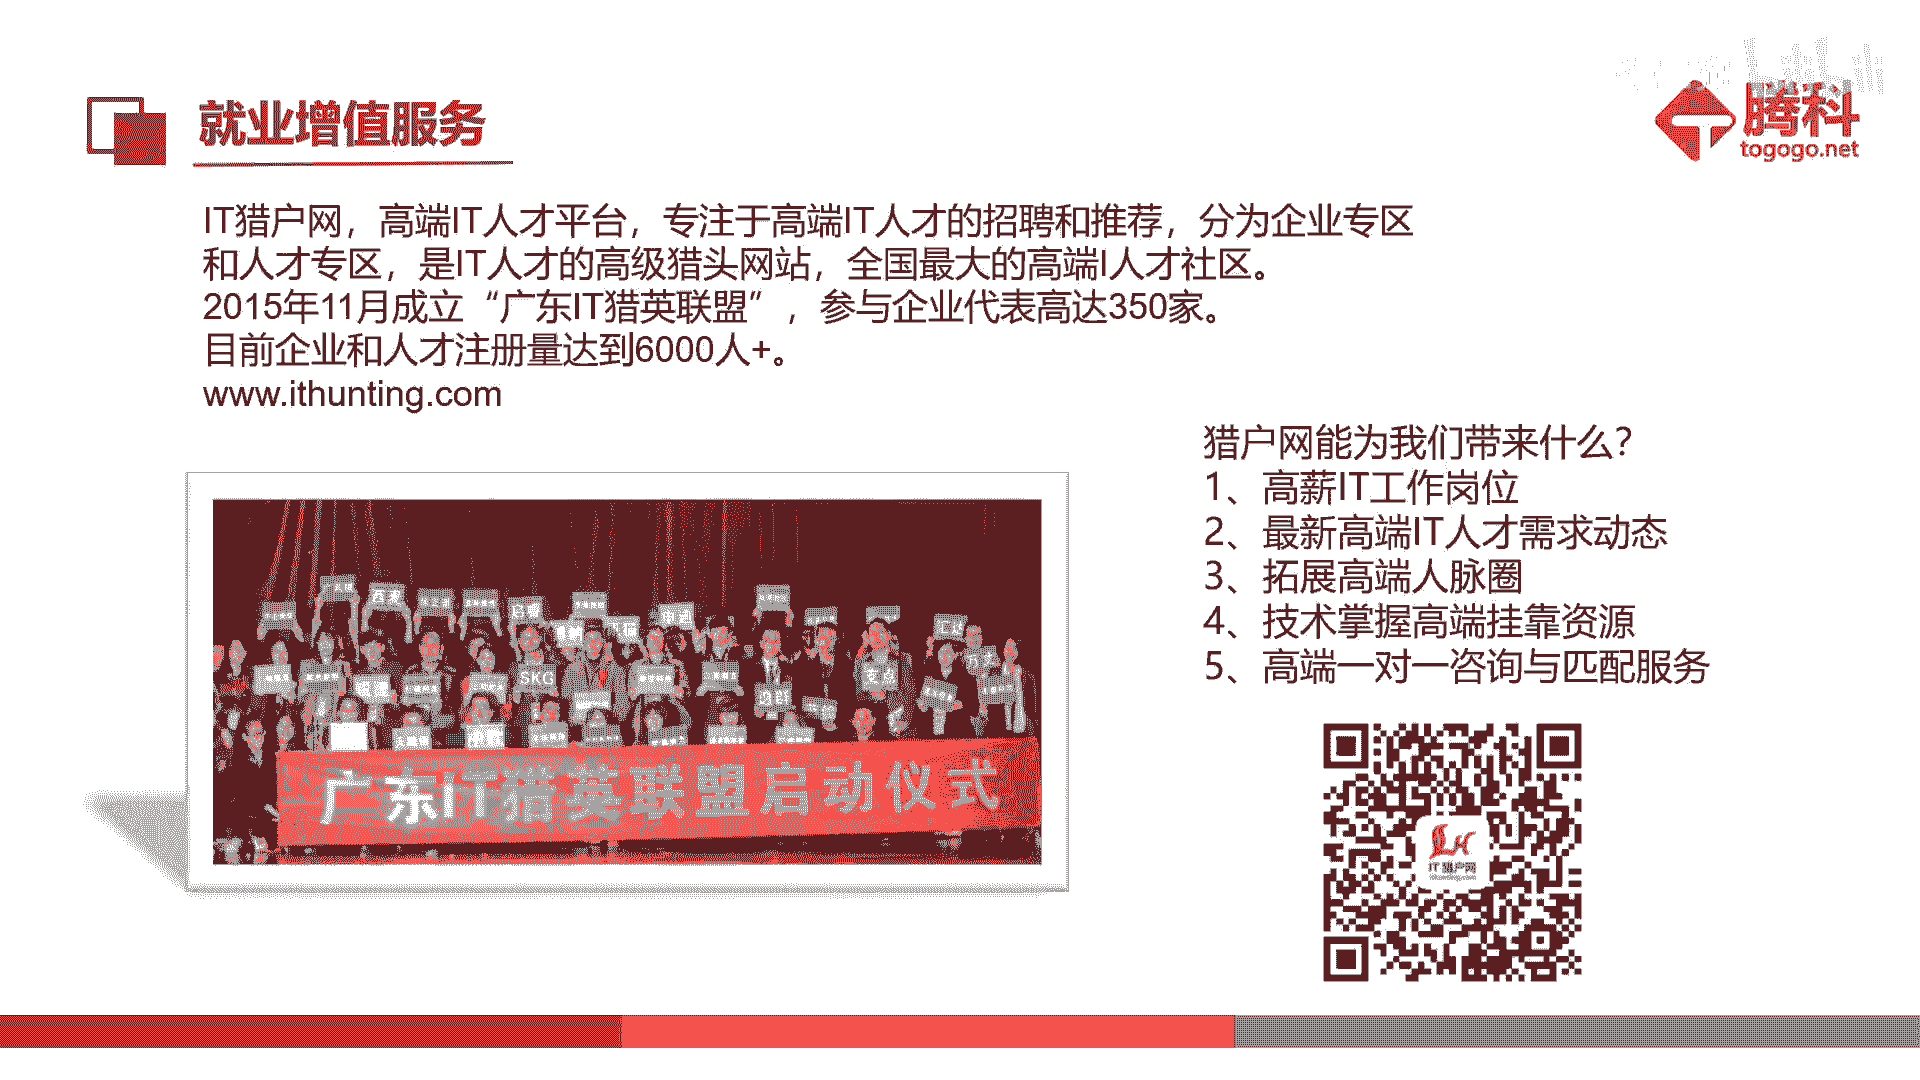 就业增值服务
腾科
togogo.net
IT猎户网，高端IT人才平台，专注于高端IT人才的招聘和推荐，分为企业专区
和人才专区，是IT人才的高级猎头网站，全国最大的高端I人才社区。
2015年11月成立“广东IT猎英联盟”，参与企业代表高达350家。
目前企业和人才注册量达到6000人+。
www.ithunting.com
猎户网能为我们带来什么？
1、高薪IT工作岗位
2、最新高端IT人才需求动态
3、拓展高端人脉圈
4、技术掌握高端挂靠资源
5、高端一对一咨询与匹配服务
SKG
支点
广东IT猎英联盟启动仪式
IT猎户网